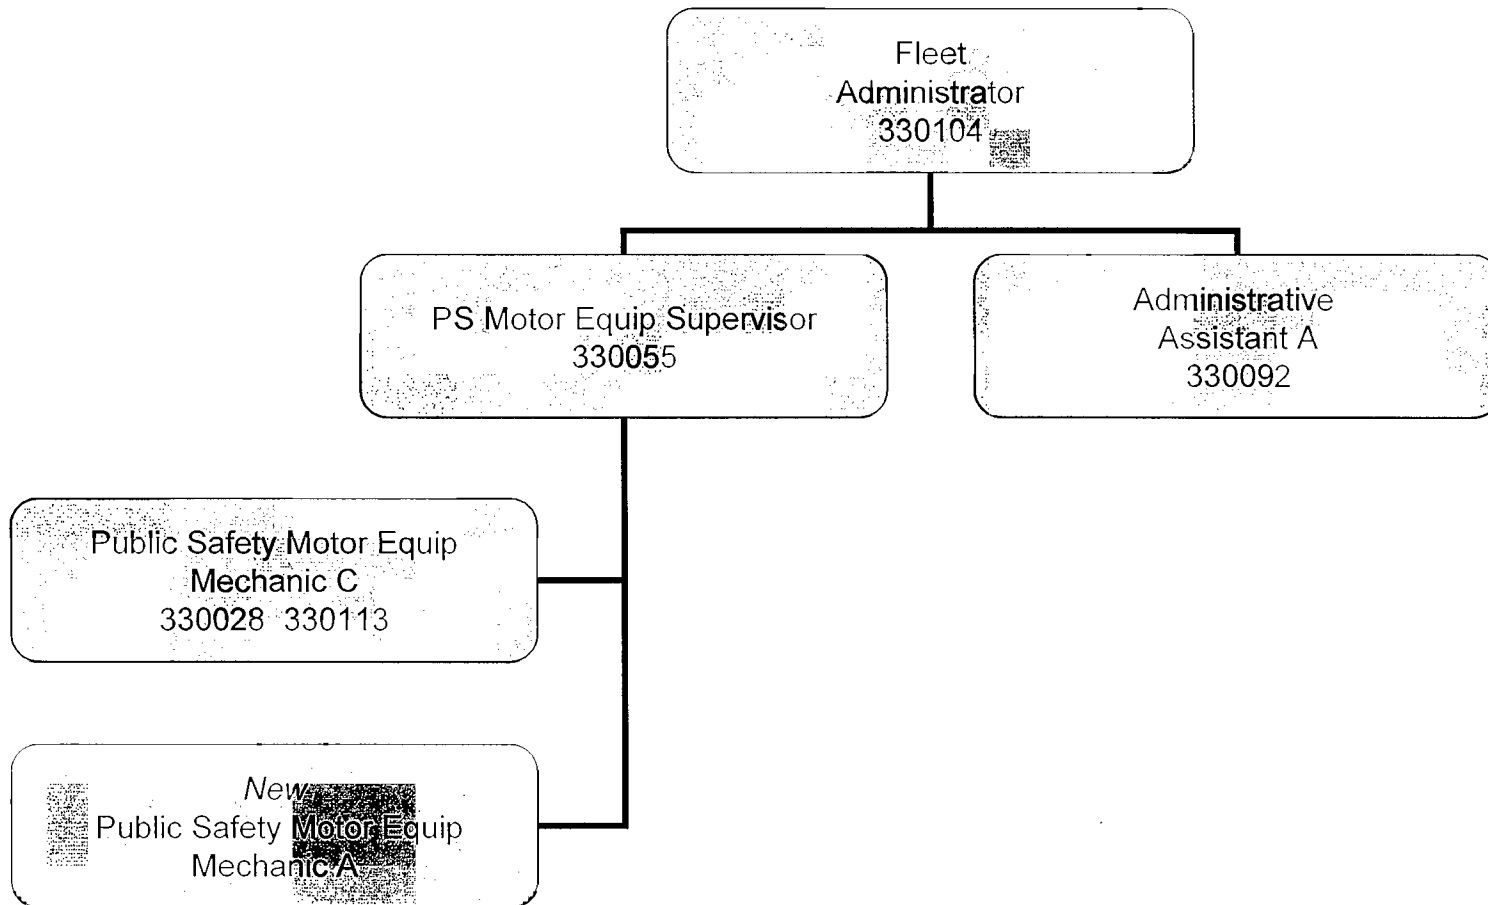 Fleet
Administrator
330104
PS Motor Equip Supervisor
330055
Administrative
Assistant A
330092
Public Safety Motor Equip
Mechanic C
330028 330113
New
Public Safety Motor Equip
Mechanic A